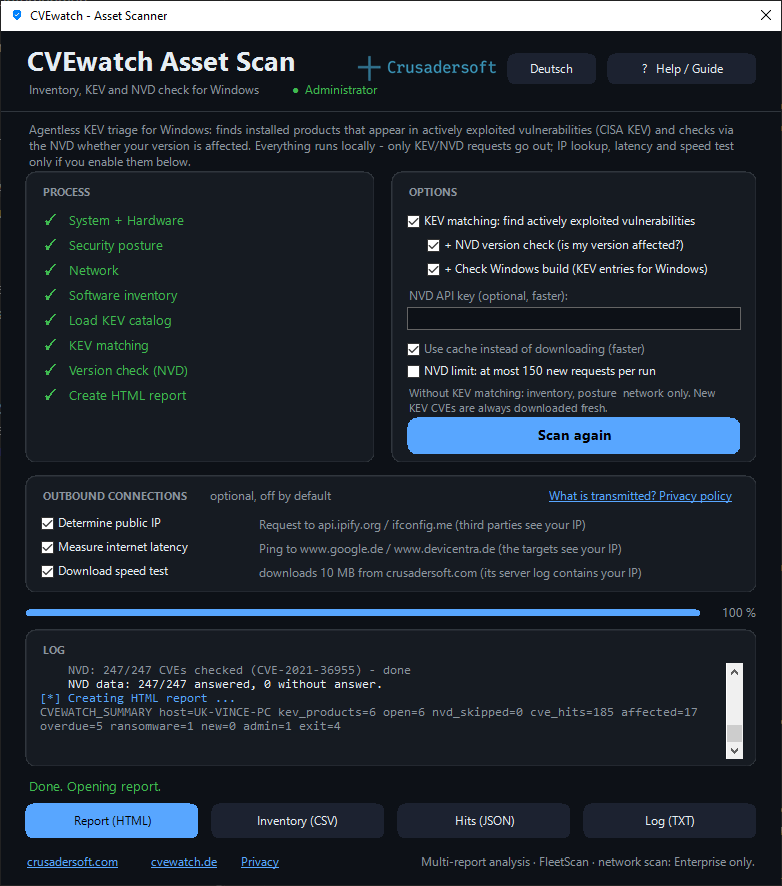 CVEwatch - Asset Scanner
CVEwatch Asset Scan
Crusadersoft
Deutsch
? Help / Guide
Inventory, KEV and NVD check for Windows
● Administrator
Agentless KEV triage for Windows: finds installed products that appear in actively exploited vulnerabilities (CISA KEV) and checks via
the NVD whether your version is affected. Everything runs locally - only KEV/NVD requests go out; IP lookup, latency and speed test
only if you enable them below.
PROCESS
✓ System + Hardware
✓ Security posture
✓ Network
✓ Software inventory
✓ Load KEV catalog
✓ KEV matching
✓ Version check (NVD)
✓ Create HTML report
OPTIONS
KEV matching: find actively exploited vulnerabilities
+ NVD version check (is my version affected?)
+ Check Windows build (KEV entries for Windows)
NVD API key (optional, faster):
Use cache instead of downloading (faster)
NVD limit: at most 150 new requests per run
Without KEV matching: inventory, posture network only. New
KEV CVEs are always downloaded fresh.
Scan again
OUTBOUND CONNECTIONS optional, off by default
What is transmitted? Privacy policy
Determine public IP Request to api.ipify.org / ifconfig.me (third parties see your IP)
Measure internet latency Ping to www.google.de / www.devicentra.de (the targets see your IP)
Download speed test downloads 10 MB from crusadersoft.com (its server log contains your IP)
100 %
LOG
NVD: 247/247 CVEs checked (CVE-2021-36955) - done
NVD data: 247/247 answered, 0 without answer.
[*] Creating HTML report ...
CVEWATCH_SUMMARY host=UK-VINCE-PC kev_products=6 open=6 nvd_skipped=0 cve_hits=185 affected=17
overdue=5 ransomware=1 new=0 admin=1 exit=4
Done. Opening report.
Report (HTML)
Inventory (CSV)
Hits (JSON)
Log (TXT)
crusadersoft.com
cvewatch.de
Privacy
Multi-report analysis · FleetScan · network scan: Enterprise only.